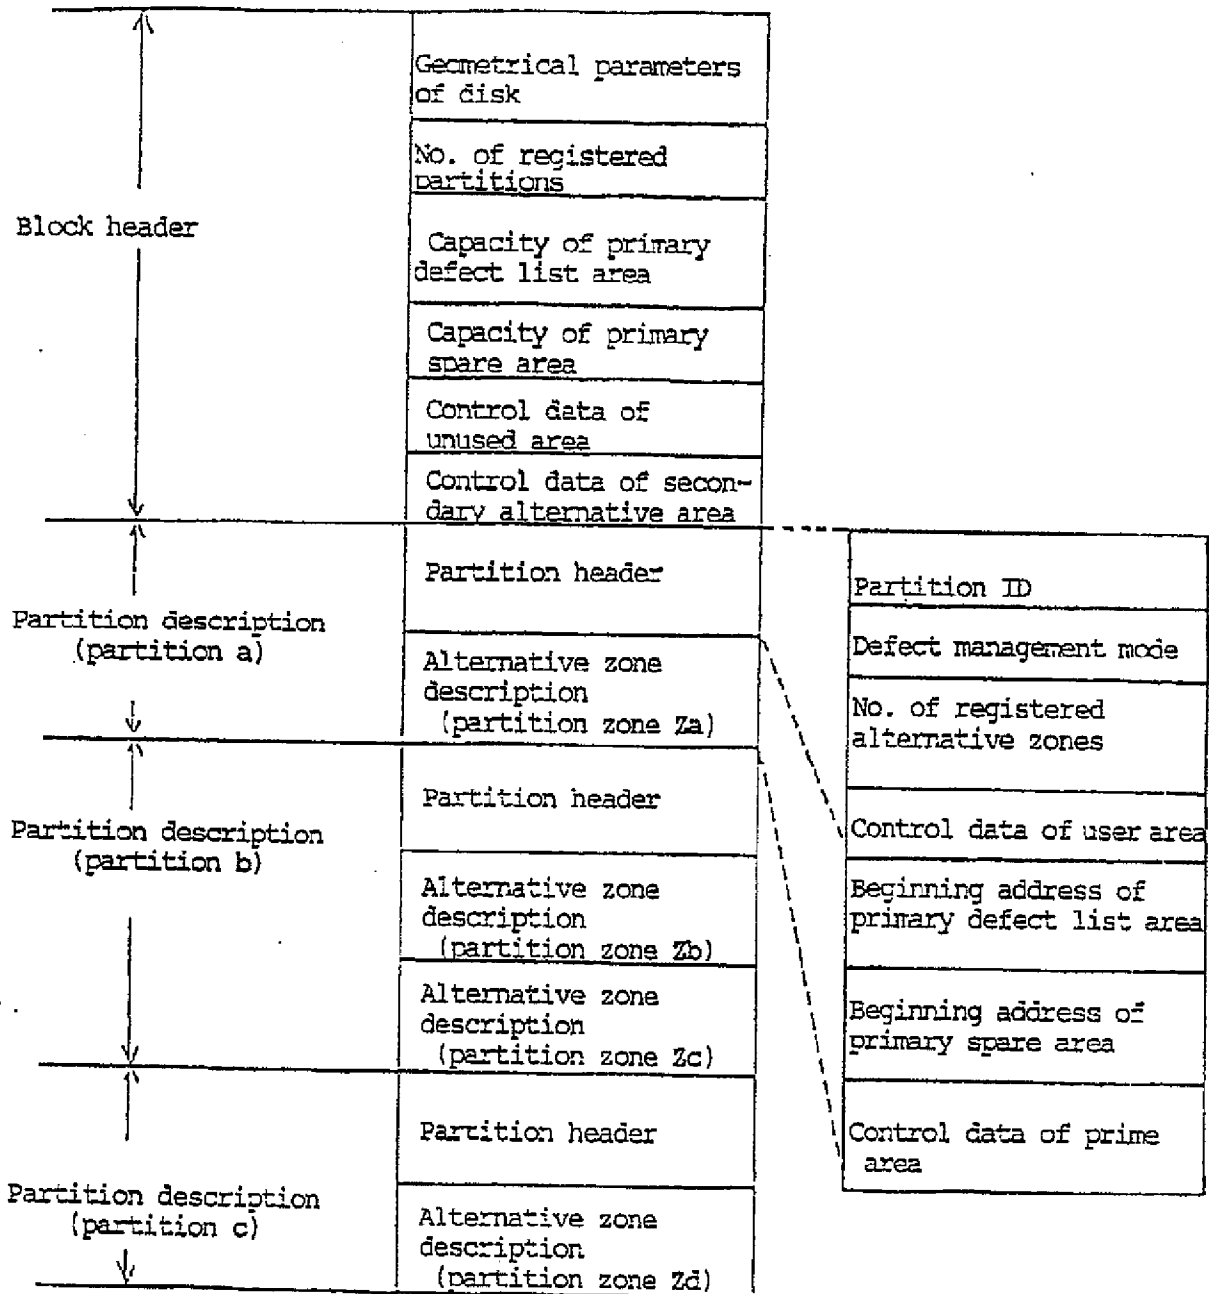 Geometrical parameters
of disk
No. of registered
partitions
Block header
Capacity of primary
defect list area
Capacity of primary
spare area
Control data of
unused area
Control data of secon-
dary alternative area
Partition header
Partition description
(partition a)
Alternative zone
description
(partition zone Za)
Partition header
Partition description
(partition b)
Alternative zone
description
(partition zone Zb)
Alternative zone
description
(partition zone Zc)
Partition header
Partition description
(partition c)
Alternative zone
description
(partition zone Zd)
Partition ID
Defect management mode
No. of registered
alternative zones
Control data of user area
Beginning address of
primary defect list area
Beginning address of
primary spare area
Control data of prime
area